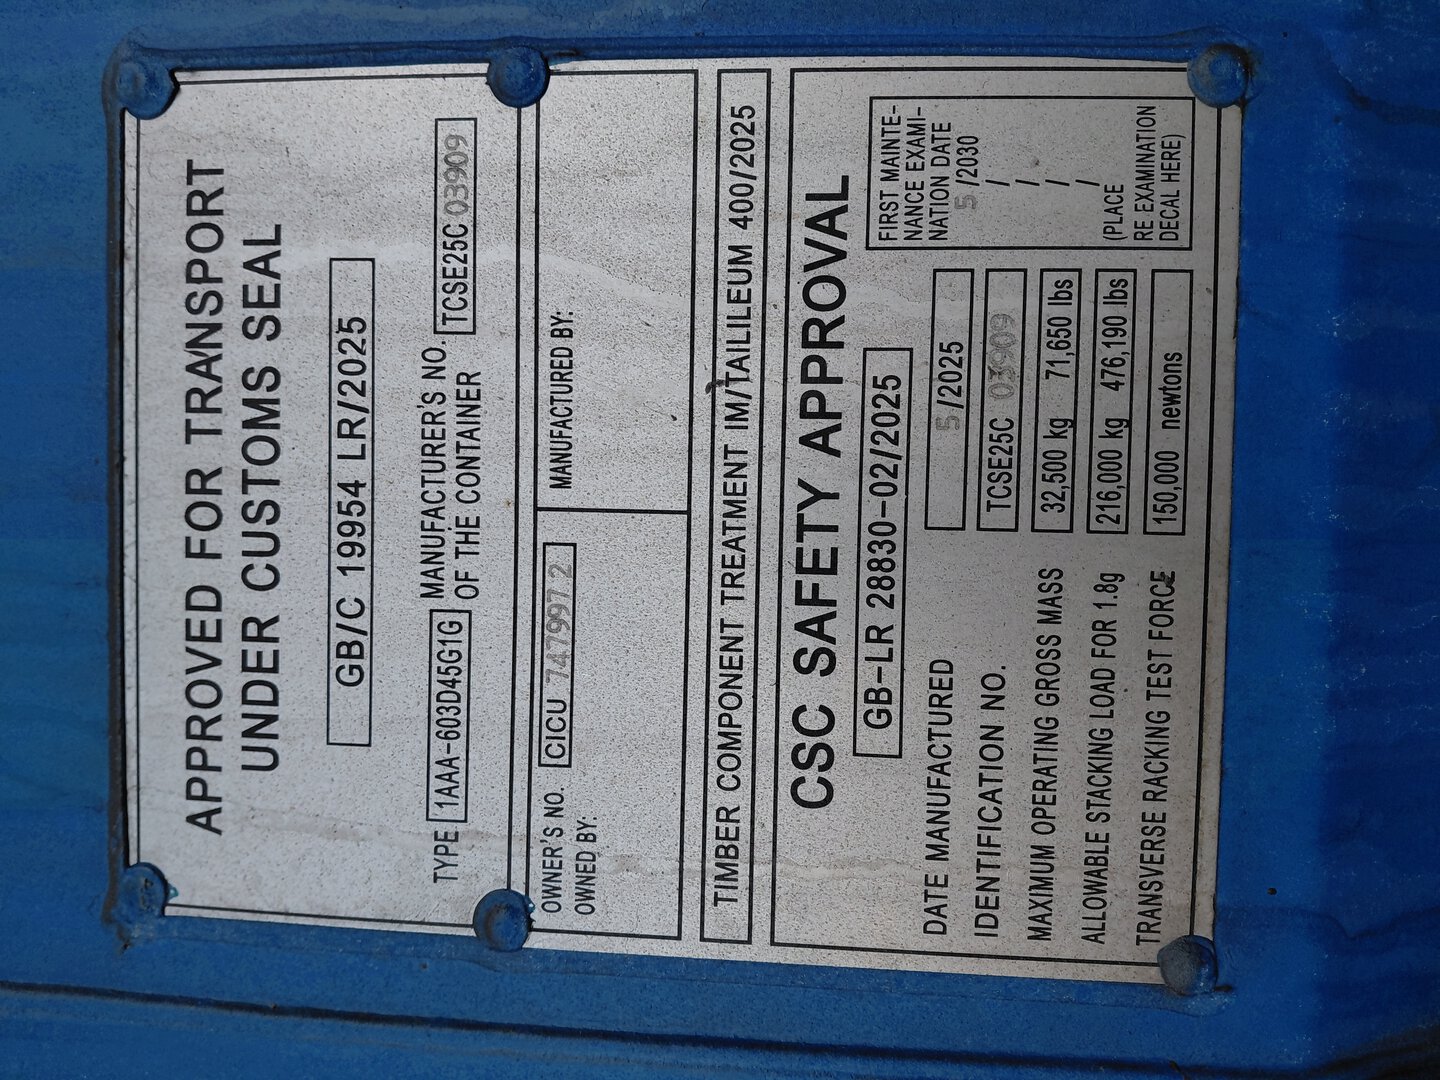 APPROVED FOR TRANSPORT
UNDER CUSTOMS SEAL
GB/C 19954 LR/2025
TYPE 1AAA-603D45G1G MANUFACTURER'S NO. OF THE CONTAINER TCSE25C 03909
OWNER'S NO. CICU 747997 2
OWNED BY:
MANUFACTURED BY:
TIMBER COMPONENT TREATMENT IM/TAILILEUM 400/2025
CSC SAFETY APPROVAL
GB-LR 28830-02/2025
DATE MANUFACTURED 5/2025
IDENTIFICATION NO. TCSE25C 03909
MAXIMUM OPERATING GROSS MASS 32,500 kg 71,650 lbs
ALLOWABLE STACKING LOAD FOR 1.8g 216,000 kg 476,190 lbs
TRANSVERSE RACKING TEST FORCE 150,000 newtons
FIRST MAINTE-
NANCE EXAMI-
NATION DATE
5 /2030
/
/
/
/
(PLACE
RE EXAMINATION
DECAL HERE)